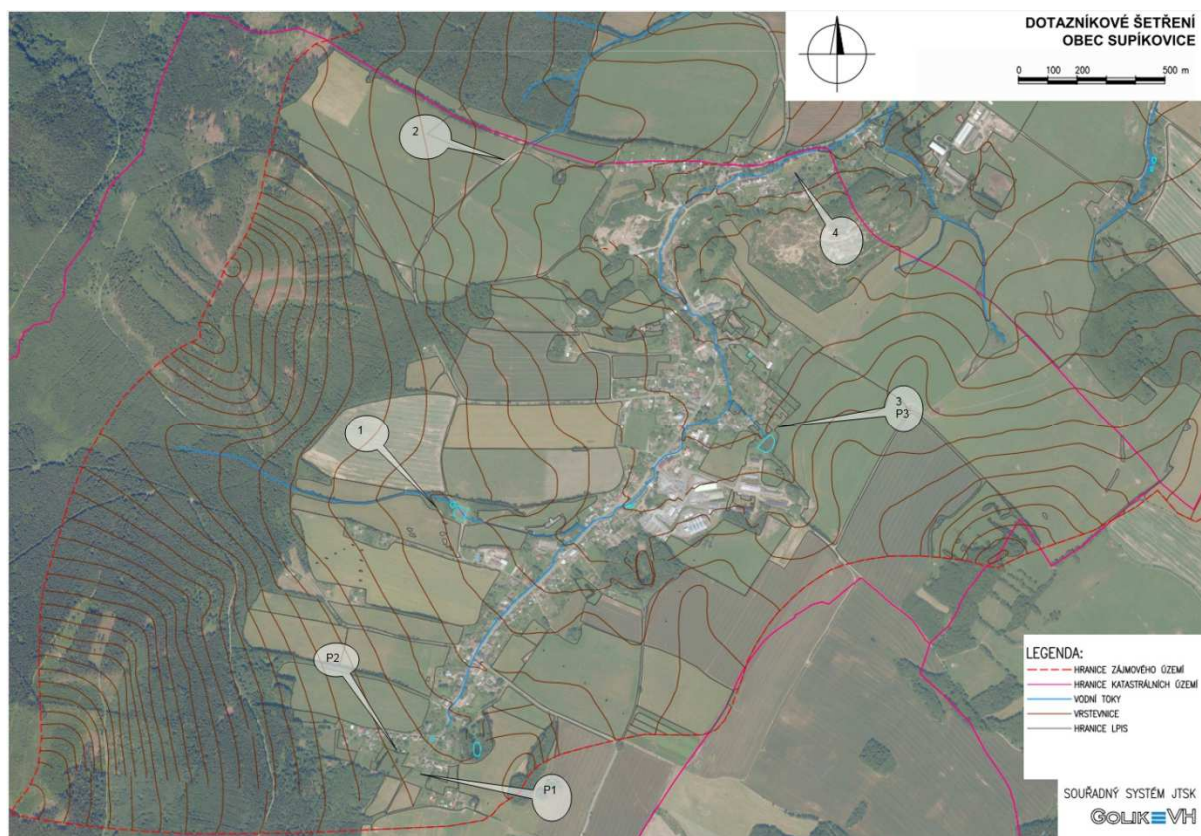 DOTAZNÍKOVÉ ŠETŘENÍ
OBEC SUPÍKOVICE
0 100 200 500 m
2
4
3
P3
1
P2
P1
LEGENDA:
HRANICE ZÁJMOVÉHO ÚZEMÍ
HRANICE KATASTRÁLNÍCH ÚZEMÍ
VODNÍ TOKY
VRSTEVNICE
HRANICE LPIS
SOUŘADNÝ SYSTÉM JTSK
GOLIK VH